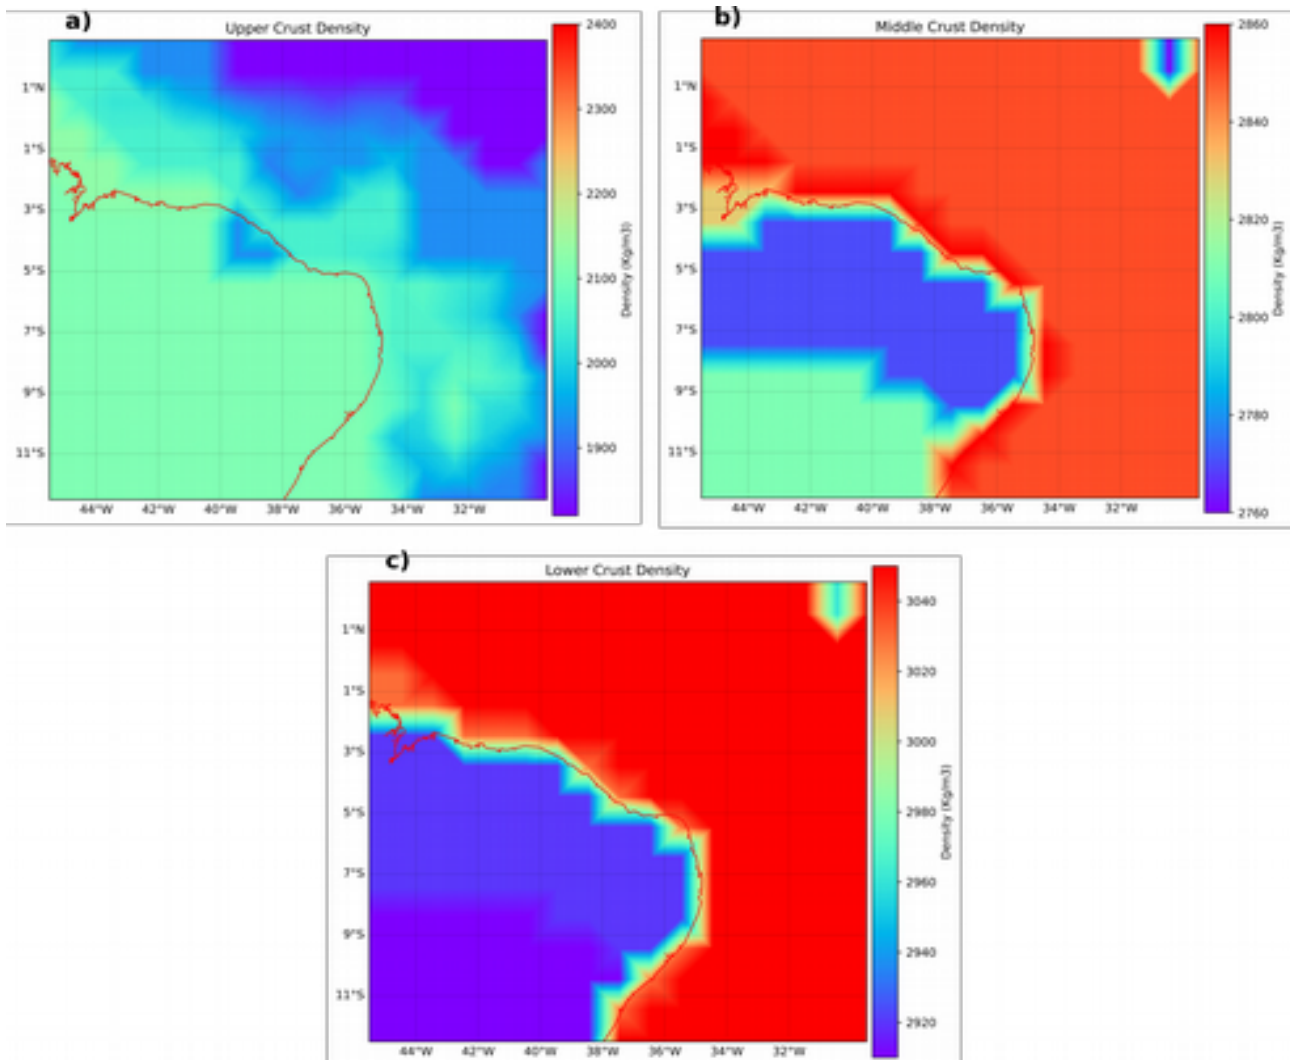 a)
Upper Crust Density
2400
2300
2200
2100
2000
1900
Density (Kg/m3)
1°N
1°S
3°S
5°S
7°S
9°S
11°S
44°W 42°W 40°W 38°W 36°W 34°W 32°W
b)
Middle Crust Density
2860
2840
2820
2800
2780
2760
Density (Kg/m3)
1°N
1°S
3°S
5°S
7°S
9°S
11°S
44°W 42°W 40°W 38°W 36°W 34°W 32°W
c)
Lower Crust Density
3040
3020
3000
2980
2960
2940
2920
Density (Kg/m3)
1°N
1°S
3°S
5°S
7°S
9°S
11°S
44°W 42°W 40°W 38°W 36°W 34°W 32°W